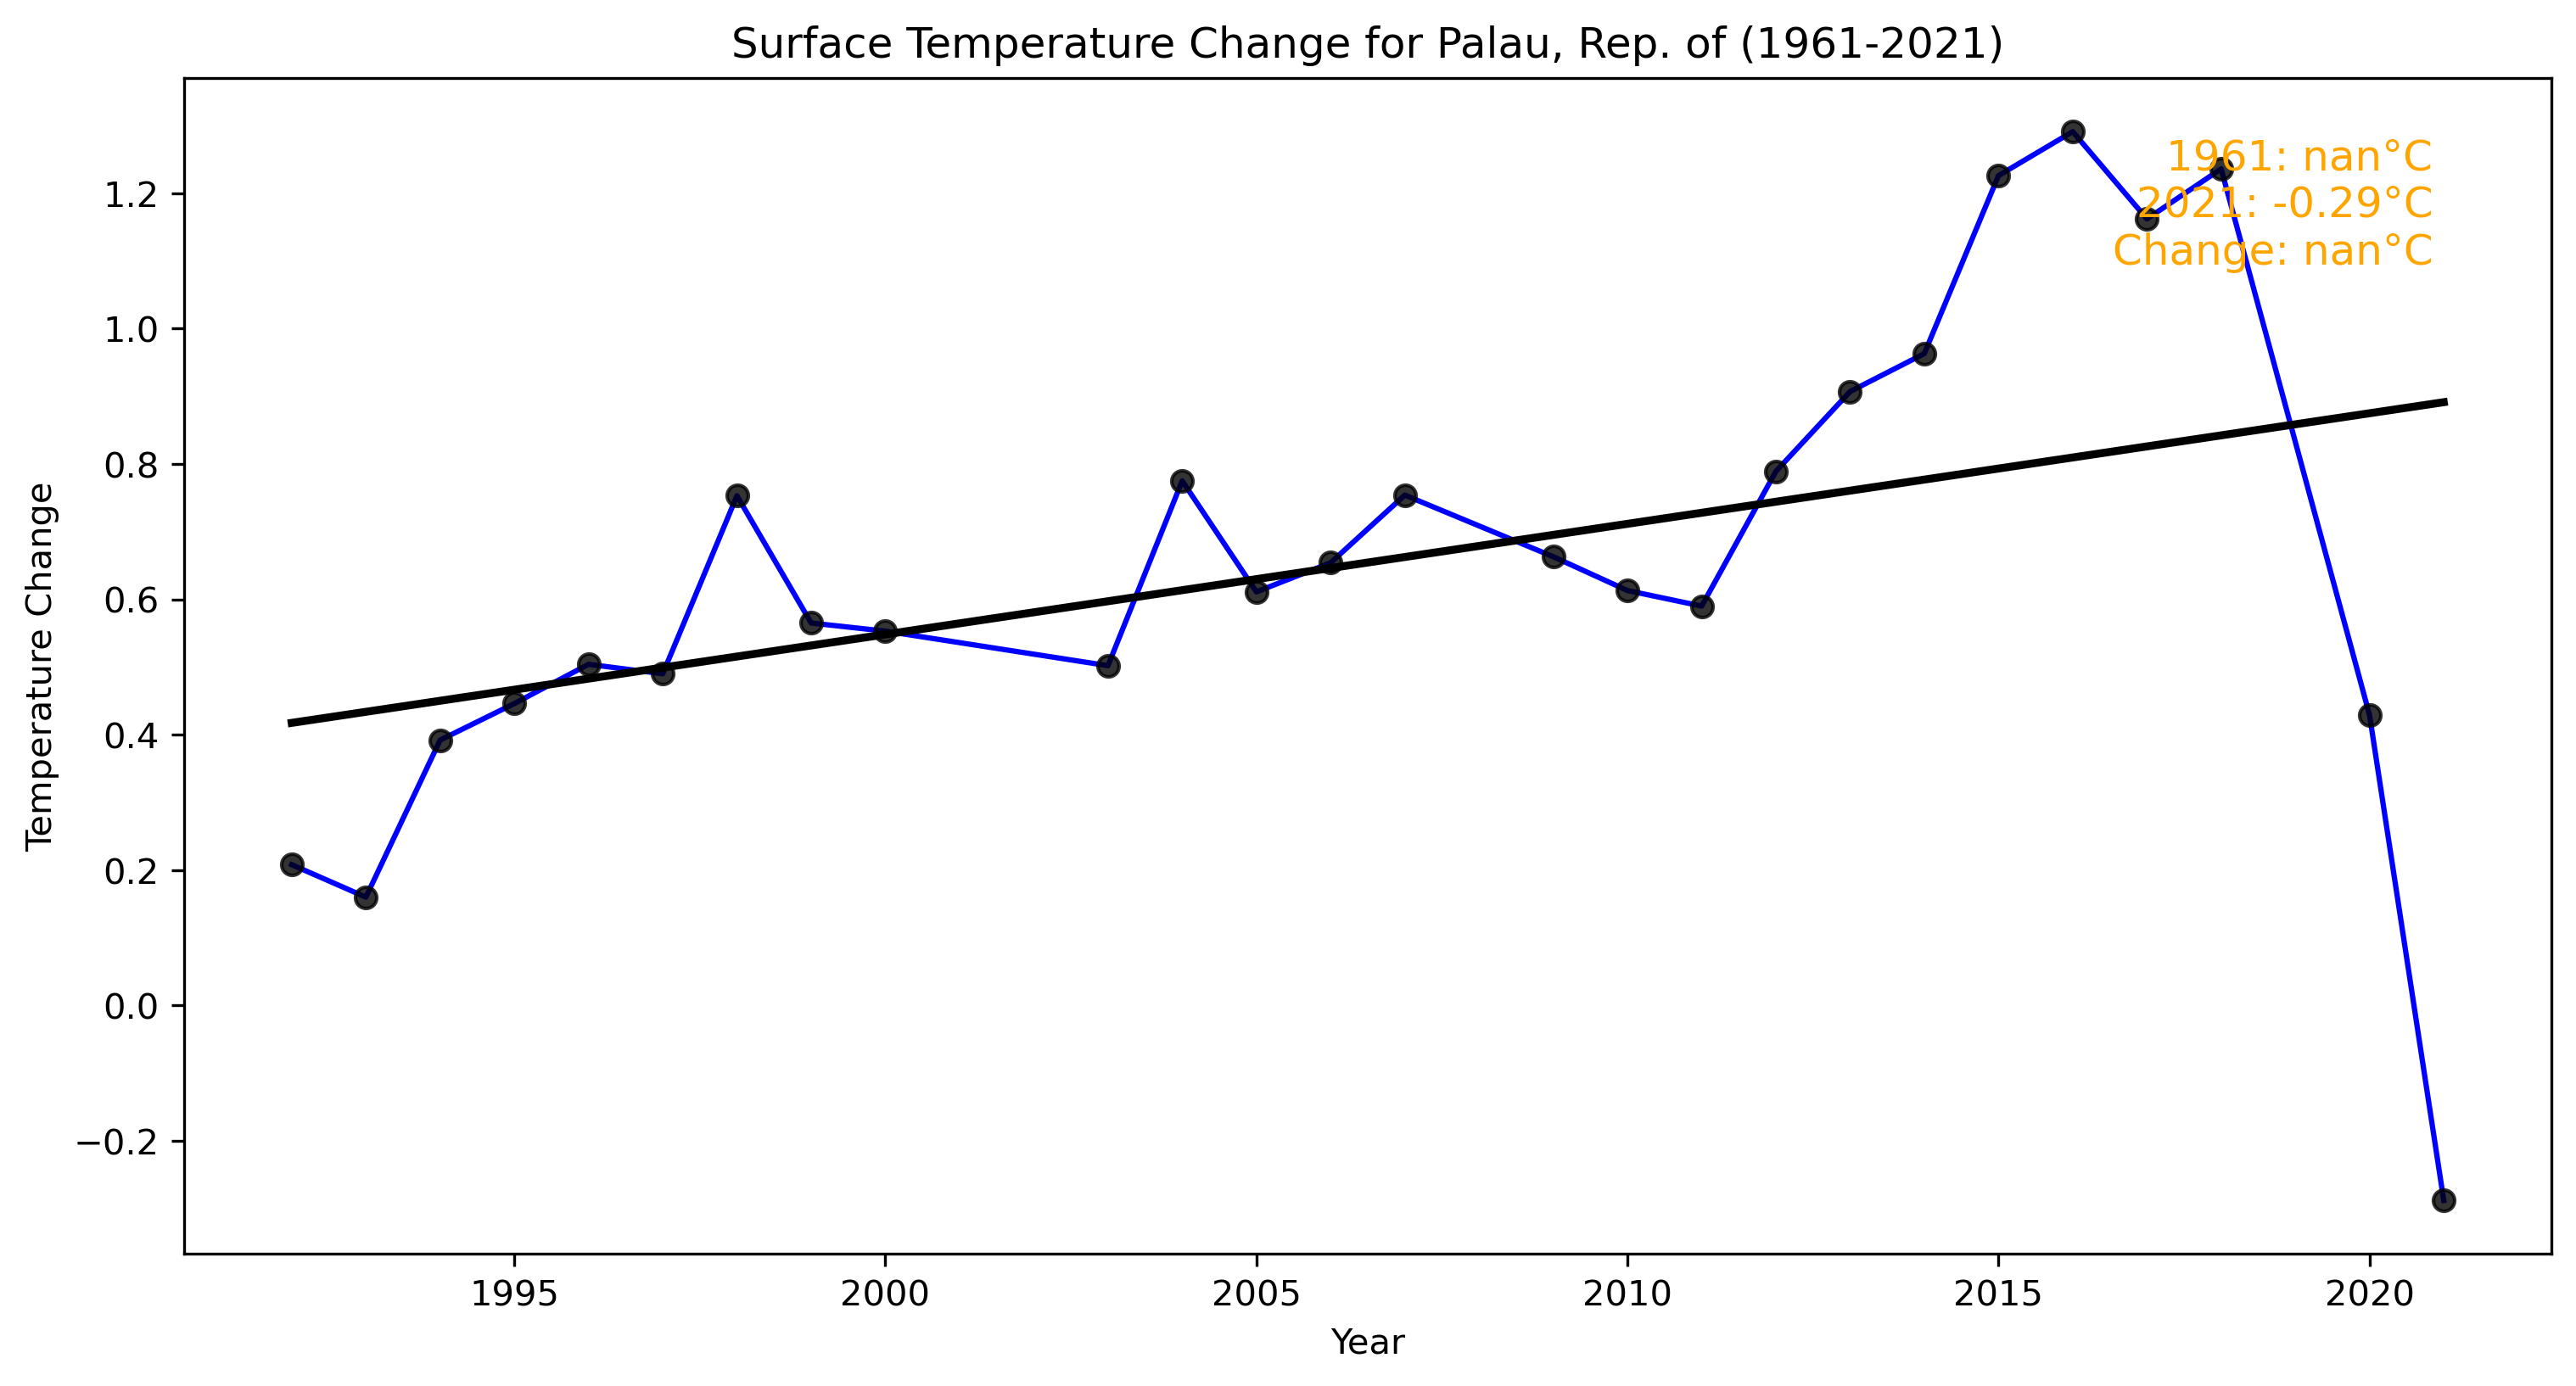 Surface Temperature Change for Palau, Rep. of (1961-2021)
1961: nan°C
2021: -0.29°C
Change: nan°C
Temperature Change
1.2
1.0
0.8
0.6
0.4
0.2
0.0
−0.2
1995
2000
2005
2010
2015
2020
Year